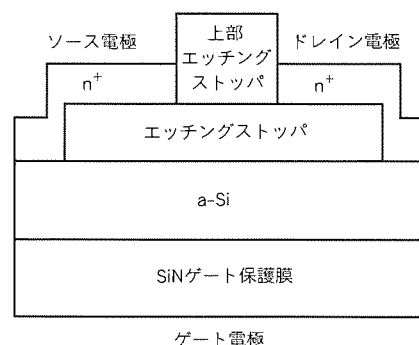 ソース電極
上部
エッチング
ストッパ
ドレイン電極
n+
n+
エッチングストッパ
a-Si
SiNゲート保護膜
ゲート電極